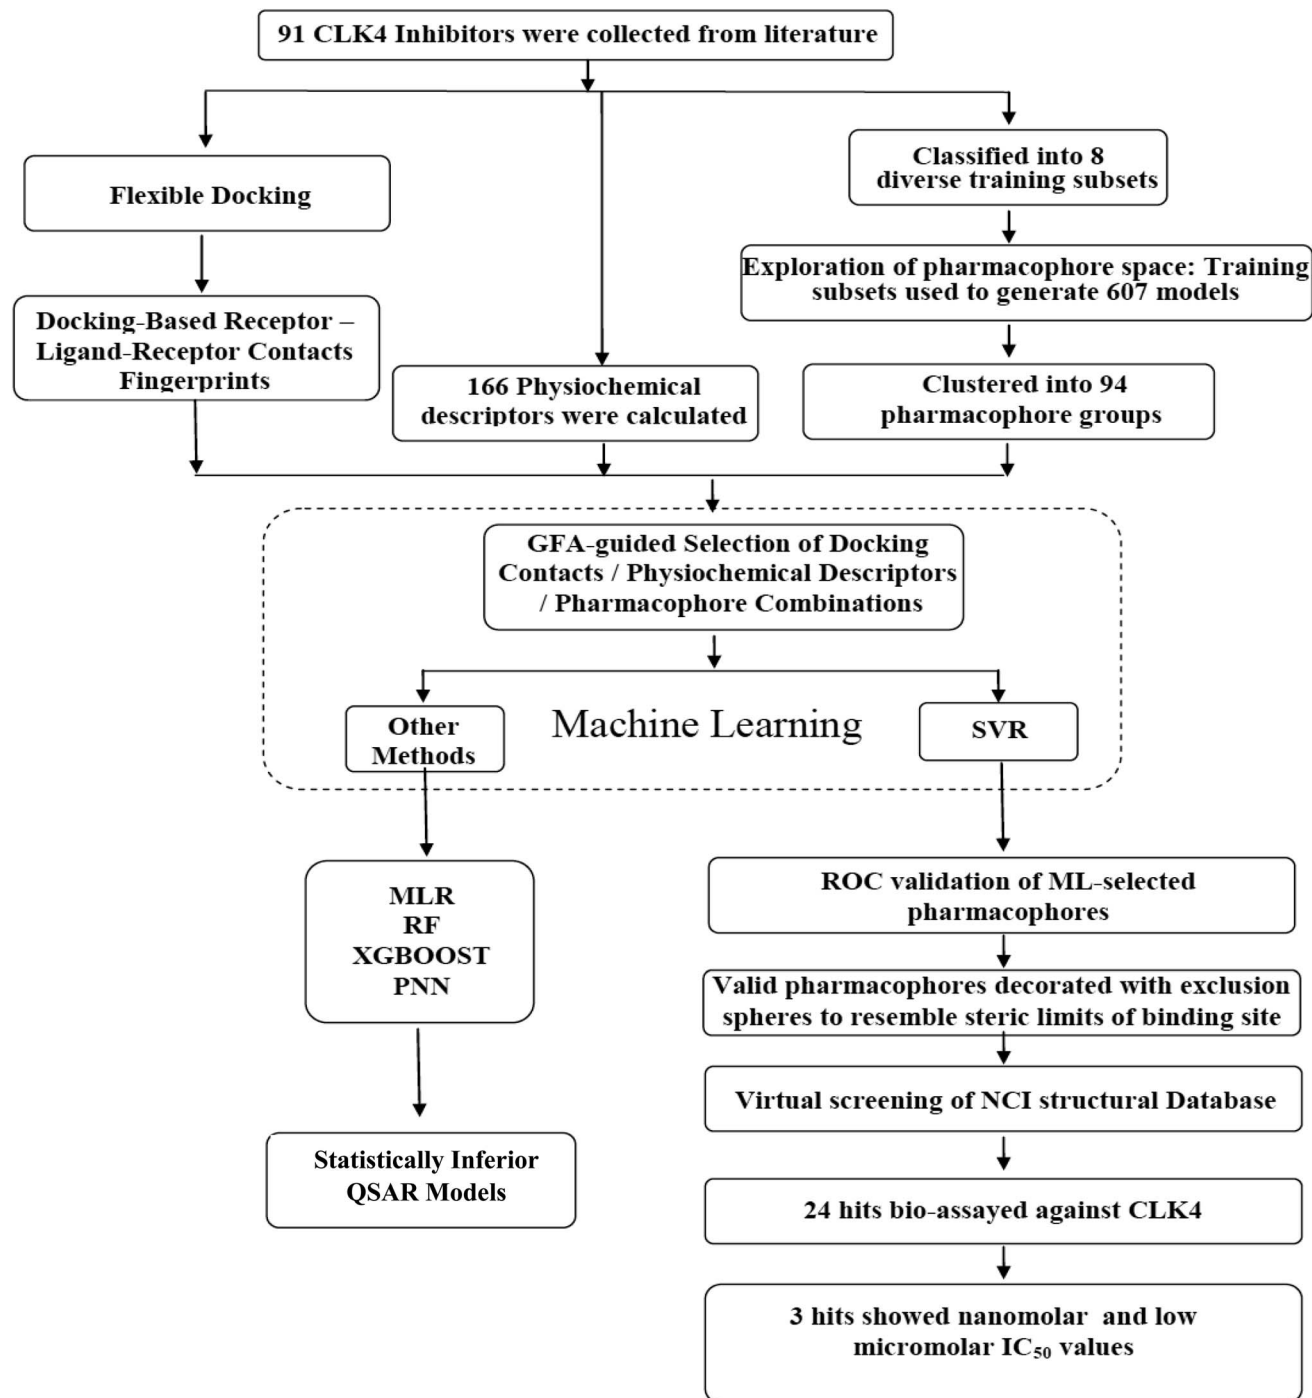 91 CLK4 Inhibitors were collected from literature
Flexible Docking
Docking-Based Receptor –
Ligand-Receptor Contacts
Fingerprints
166 Physiochemical
descriptors were calculated
Classified into 8
diverse training subsets
Exploration of pharmacophore space: Training
subsets used to generate 607 models
Clustered into 94
pharmacophore groups
GFA-guided Selection of Docking
Contacts / Physiochemical Descriptors
/ Pharmacophore Combinations
Machine Learning
Other
Methods
SVR
MLR
RF
XGBOOST
PNN
Statistically Inferior
QSAR Models
ROC validation of ML-selected
pharmacophores
Valid pharmacophores decorated with exclusion
spheres to resemble steric limits of binding site
Virtual screening of NCI structural Database
24 hits bio-assayed against CLK4
3 hits showed nanomolar and low
micromolar IC₅₀ values